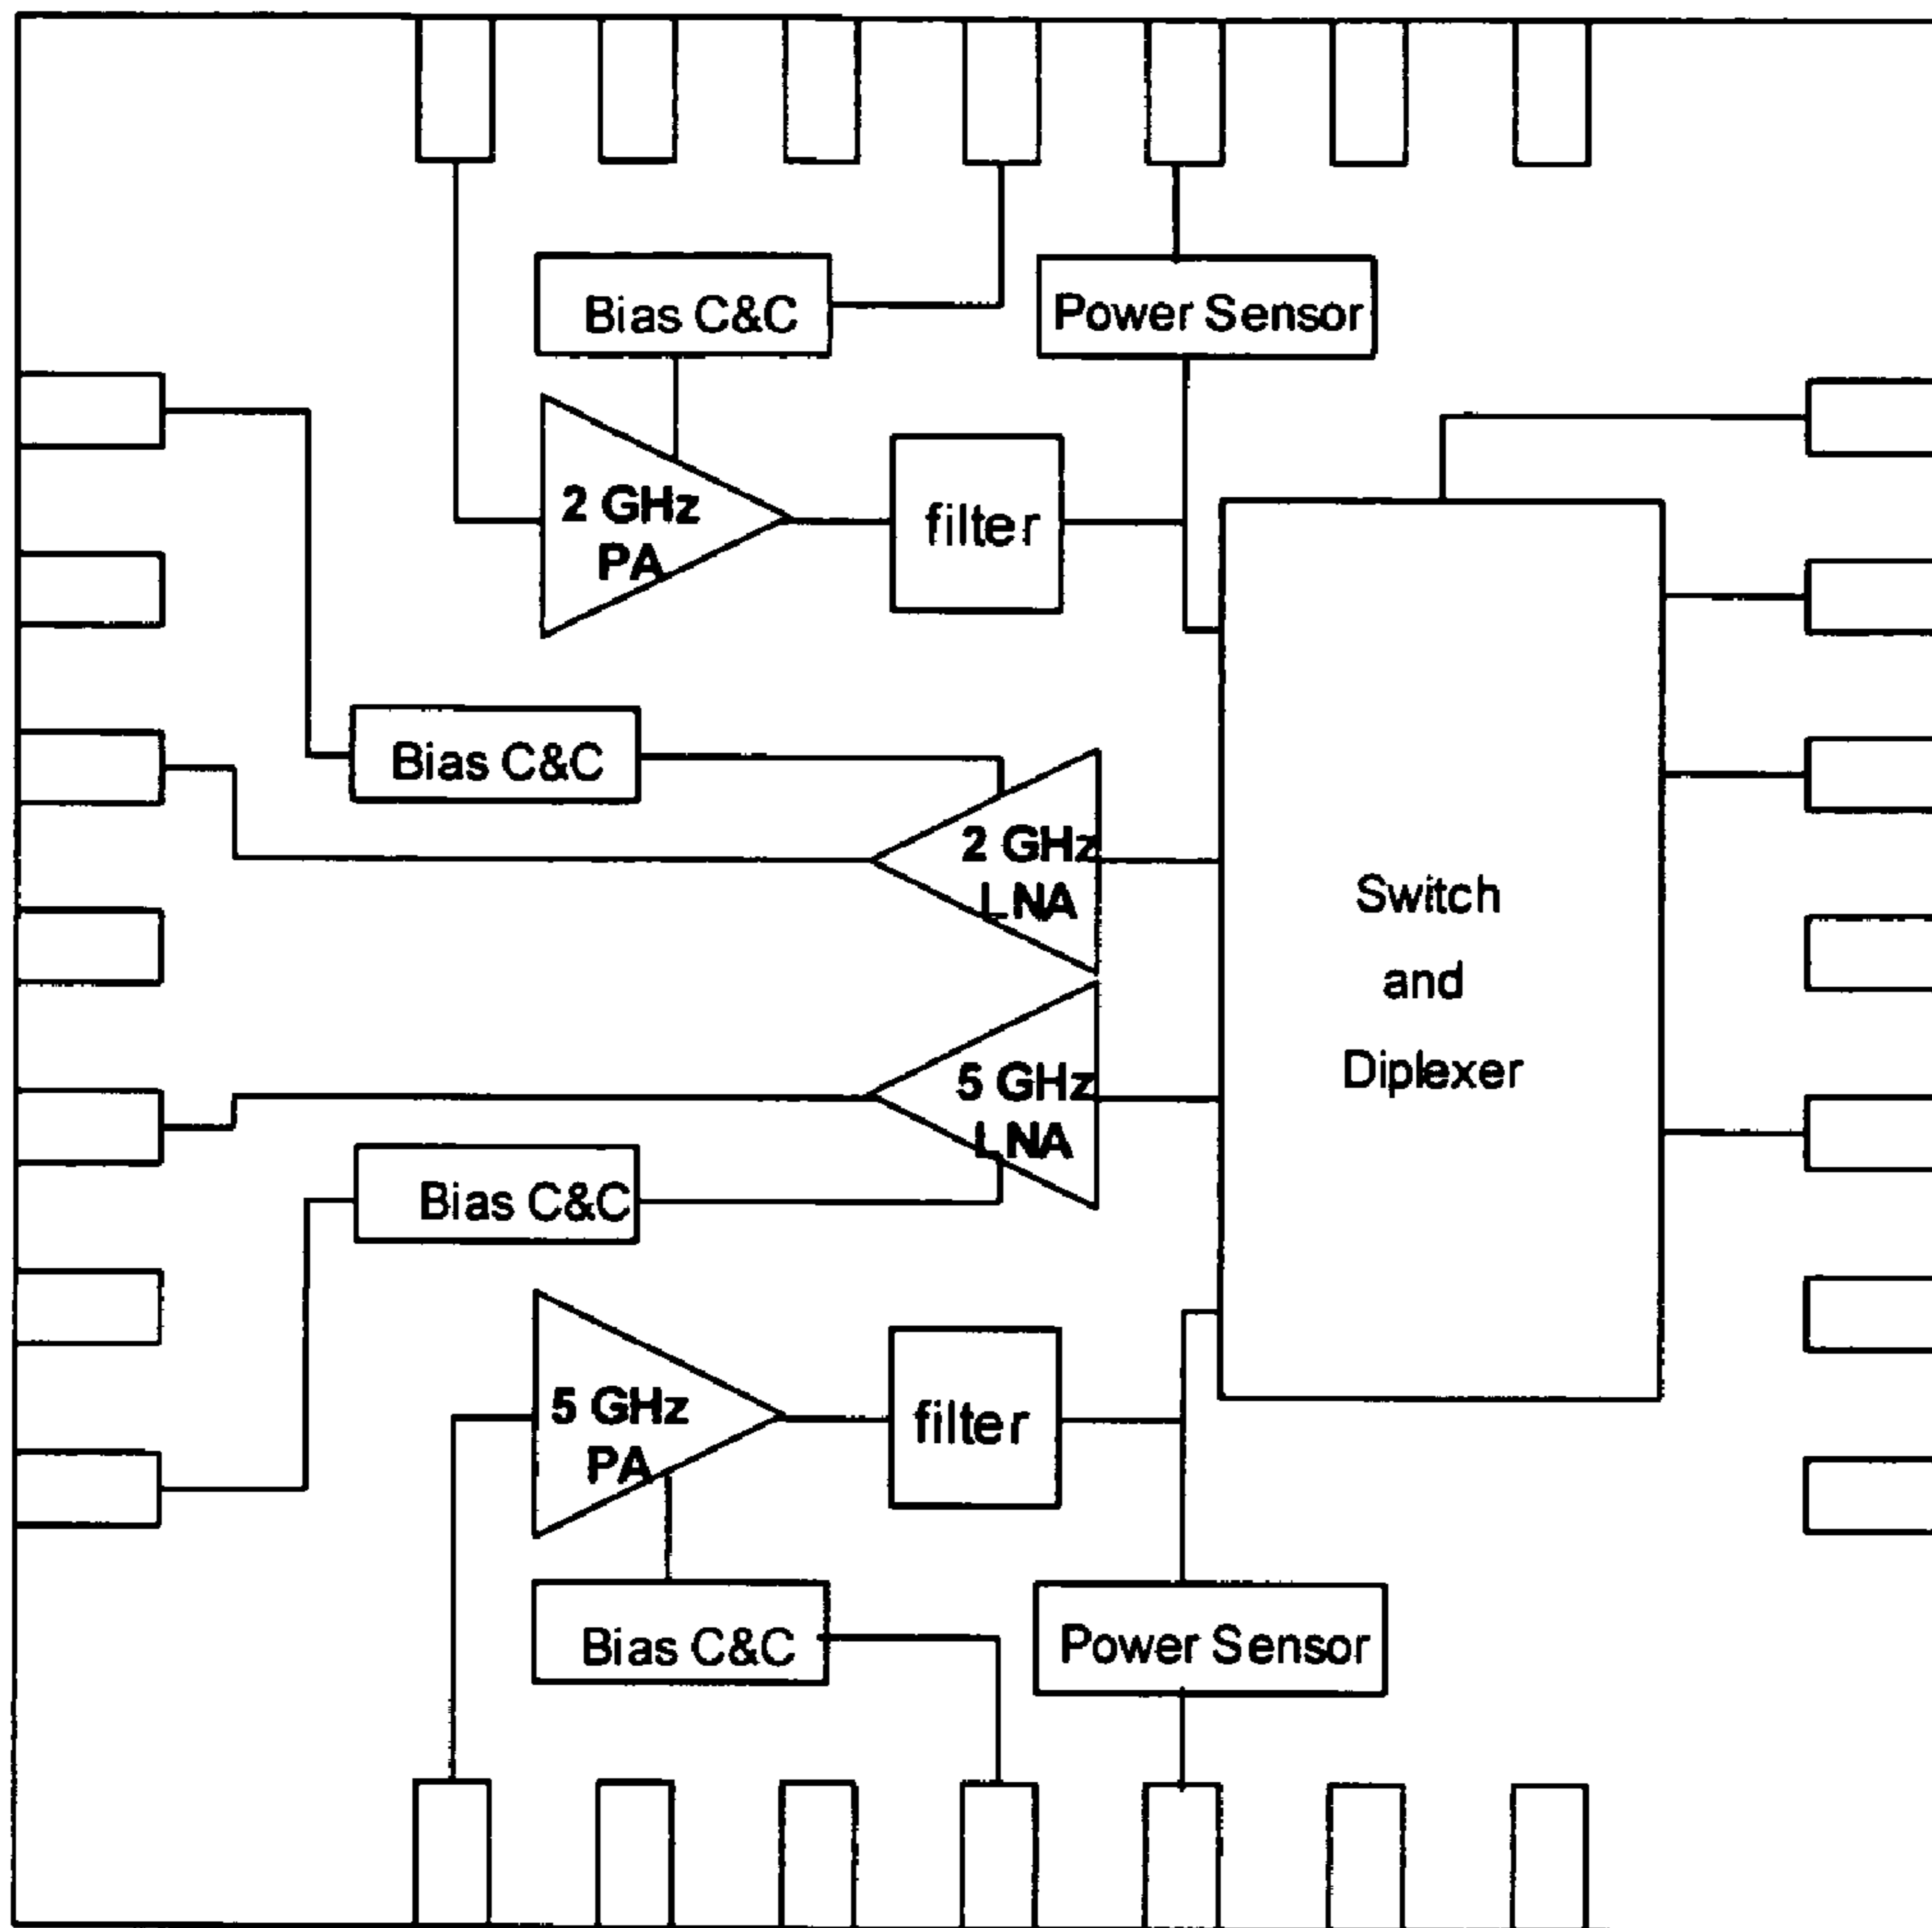 Bias C&C
Power Sensor
2 GHz
PA
filter
Bias C&C
2 GHz
LNA
Switch
and
Diplexer
5 GHz
LNA
Bias C&C
5 GHz
PA
filter
Bias C&C
Power Sensor